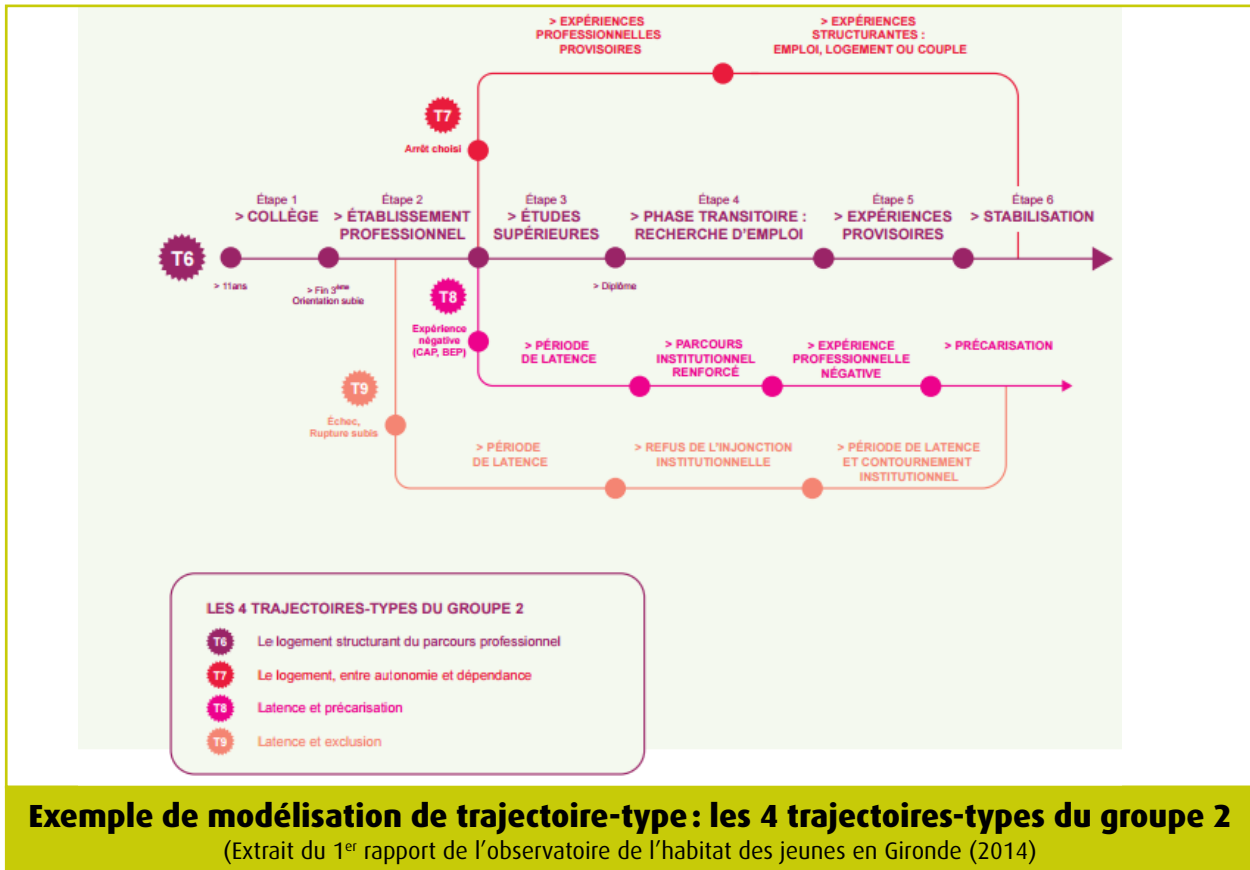 > EXPÉRIENCES
PROFESSIONNELLES
PROVISOIRES
> EXPÉRIENCES
STRUCTURANTES :
EMPLOI, LOGEMENT OU COUPLE
T7
Arrêt choisi
Étape 1
> COLLÈGE
Étape 2
> ÉTABLISSEMENT
PROFESSIONNEL
Étape 3
> ÉTUDES
SUPÉRIEURES
Étape 4
> PHASE TRANSITOIRE :
RECHERCHE D'EMPLOI
Étape 5
> EXPÉRIENCES
PROVISOIRES
Étape 6
> STABILISATION
T6
> 11ans
> Fin 3ème
Orientation subie
> Diplôme
T8
Expérience
négative
(CAP, BEP)
> PÉRIODE
DE LATENCE
> PARCOURS
INSTITUTIONNEL
RENFORCÉ
> EXPÉRIENCE
PROFESSIONNELLE
NÉGATIVE
> PRÉCARISATION
T9
Échec,
Rupture subis
> PÉRIODE
DE LATENCE
> REFUS DE L'INJONCTION
INSTITUTIONNELLE
> PÉRIODE DE LATENCE
ET CONTOURNEMENT
INSTITUTIONNEL
LES 4 TRAJECTOIRES-TYPES DU GROUPE 2
T6 Le logement structurant du parcours professionnel
T7 Le logement, entre autonomie et dépendance
T8 Latence et précarisation
T9 Latence et exclusion
Exemple de modélisation de trajectoire-type : les 4 trajectoires-types du groupe 2
(Extrait du 1er rapport de l'observatoire de l'habitat des jeunes en Gironde (2014)